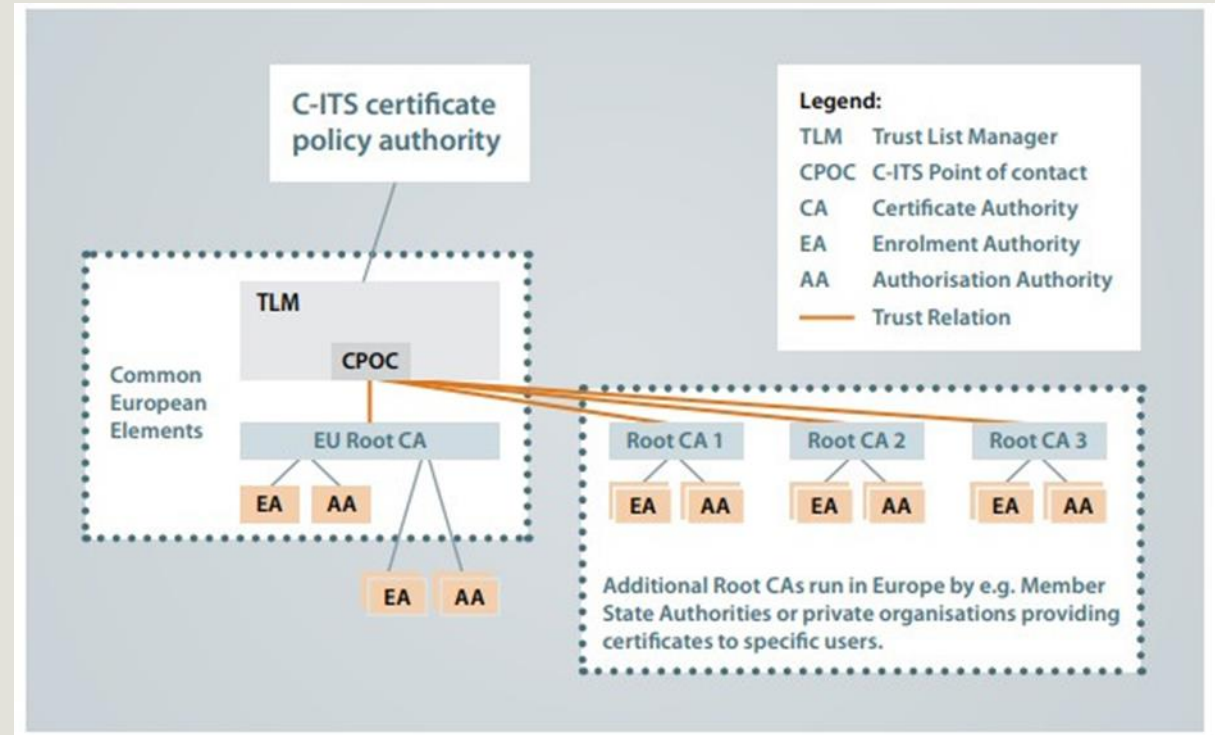 C-ITS certificate
policy authority
Legend:
TLM Trust List Manager
CPOC C-ITS Point of contact
CA Certificate Authority
EA Enrolment Authority
AA Authorisation Authority
Trust Relation
TLM
CPOC
Common
European
Elements
EU Root CA
EA AA
EA AA
Root CA 1 Root CA 2 Root CA 3
EA AA EA AA EA AA
Additional Root CAs run in Europe by e.g. Member
State Authorities or private organisations providing
certificates to specific users.